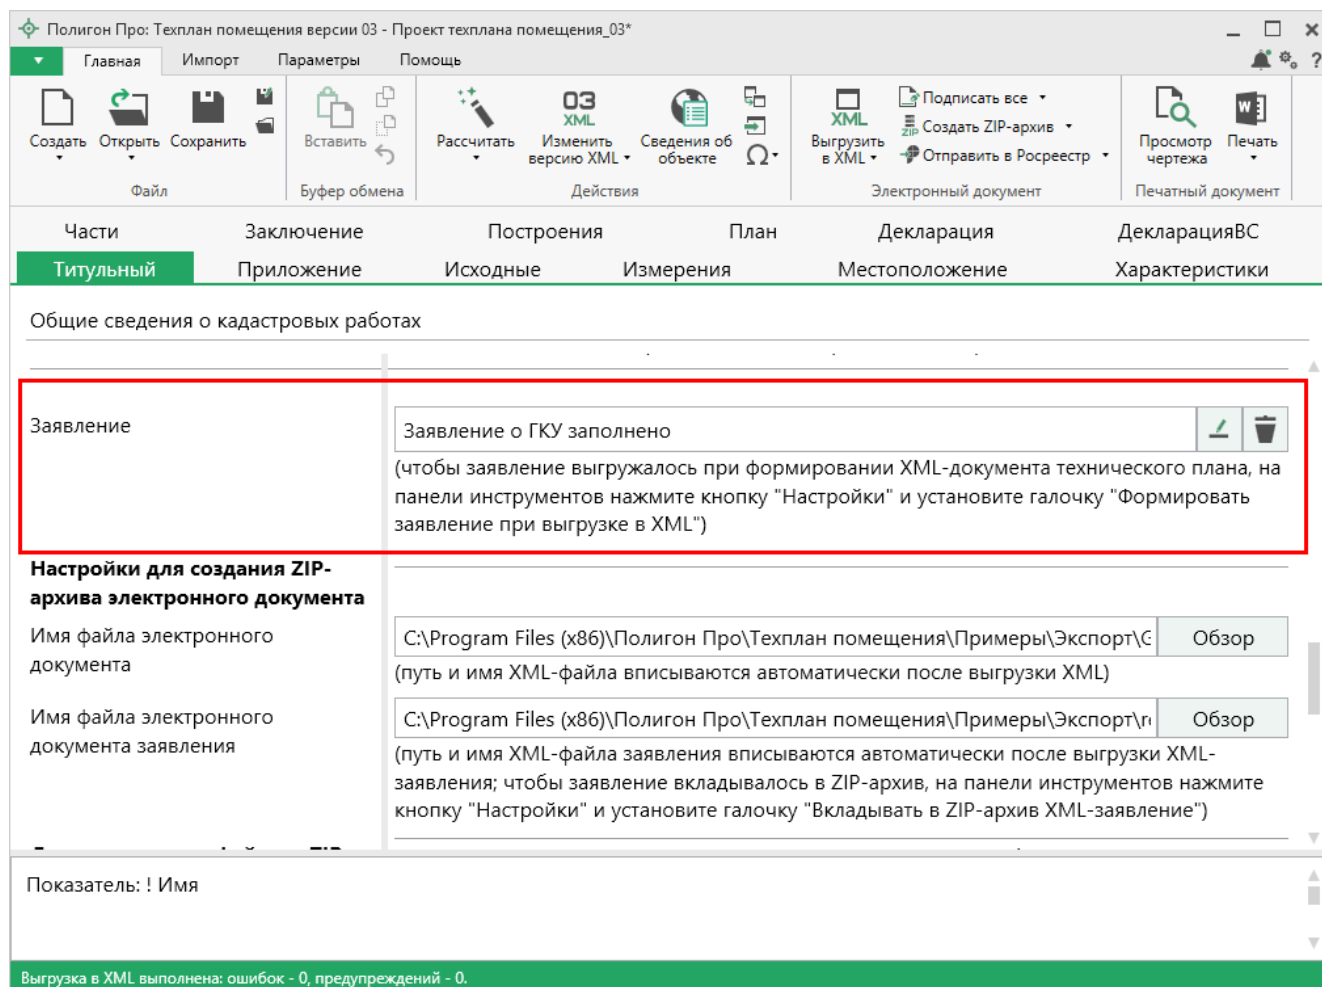 Полигон Про: Техплан помещения версии 03 - Проект техплана помещения_03*
Главная Импорт Параметры Помощь
Создать Открыть Сохранить
Файл
Вставить
Буфер обмена
Рассчитать
03
XML
Изменить
версию XML
Сведения об
объекте
Действия
XML
Выгрузить
в XML
Подписать все
ZIP Создать ZIP-архив
Отправить в Росреестр
Электронный документ
Просмотр
чертежа
W
Печать
Печатный документ
Части Заключение Построения План Декларация ДекларацияВС
Титульный Приложение Исходные Измерения Местоположение Характеристики
Общие сведения о кадастровых работах
Заявление
Заявление о ГКУ заполнено
(чтобы заявление выгружалось при формировании XML-документа технического плана, на
панели инструментов нажмите кнопку "Настройки" и установите галочку "Формировать
заявление при выгрузке в XML")
Настройки для создания ZIP-
архива электронного документа
Имя файла электронного
документа
C:\Program Files (x86)\Полигон Про\Техплан помещения\Примеры\Экспорт\G
Обзор
(путь и имя XML-файла вписываются автоматически после выгрузки XML)
Имя файла электронного
документа заявления
C:\Program Files (x86)\Полигон Про\Техплан помещения\Примеры\Экспорт\r
Обзор
(путь и имя XML-файла заявления вписываются автоматически после выгрузки XML-
заявления; чтобы заявление вкладывалось в ZIP-архив, на панели инструментов нажмите
кнопку "Настройки" и установите галочку "Вкладывать в ZIP-архив XML-заявление")
Показатель: ! Имя
Выгрузка в XML выполнена: ошибок - 0, предупреждений - 0.